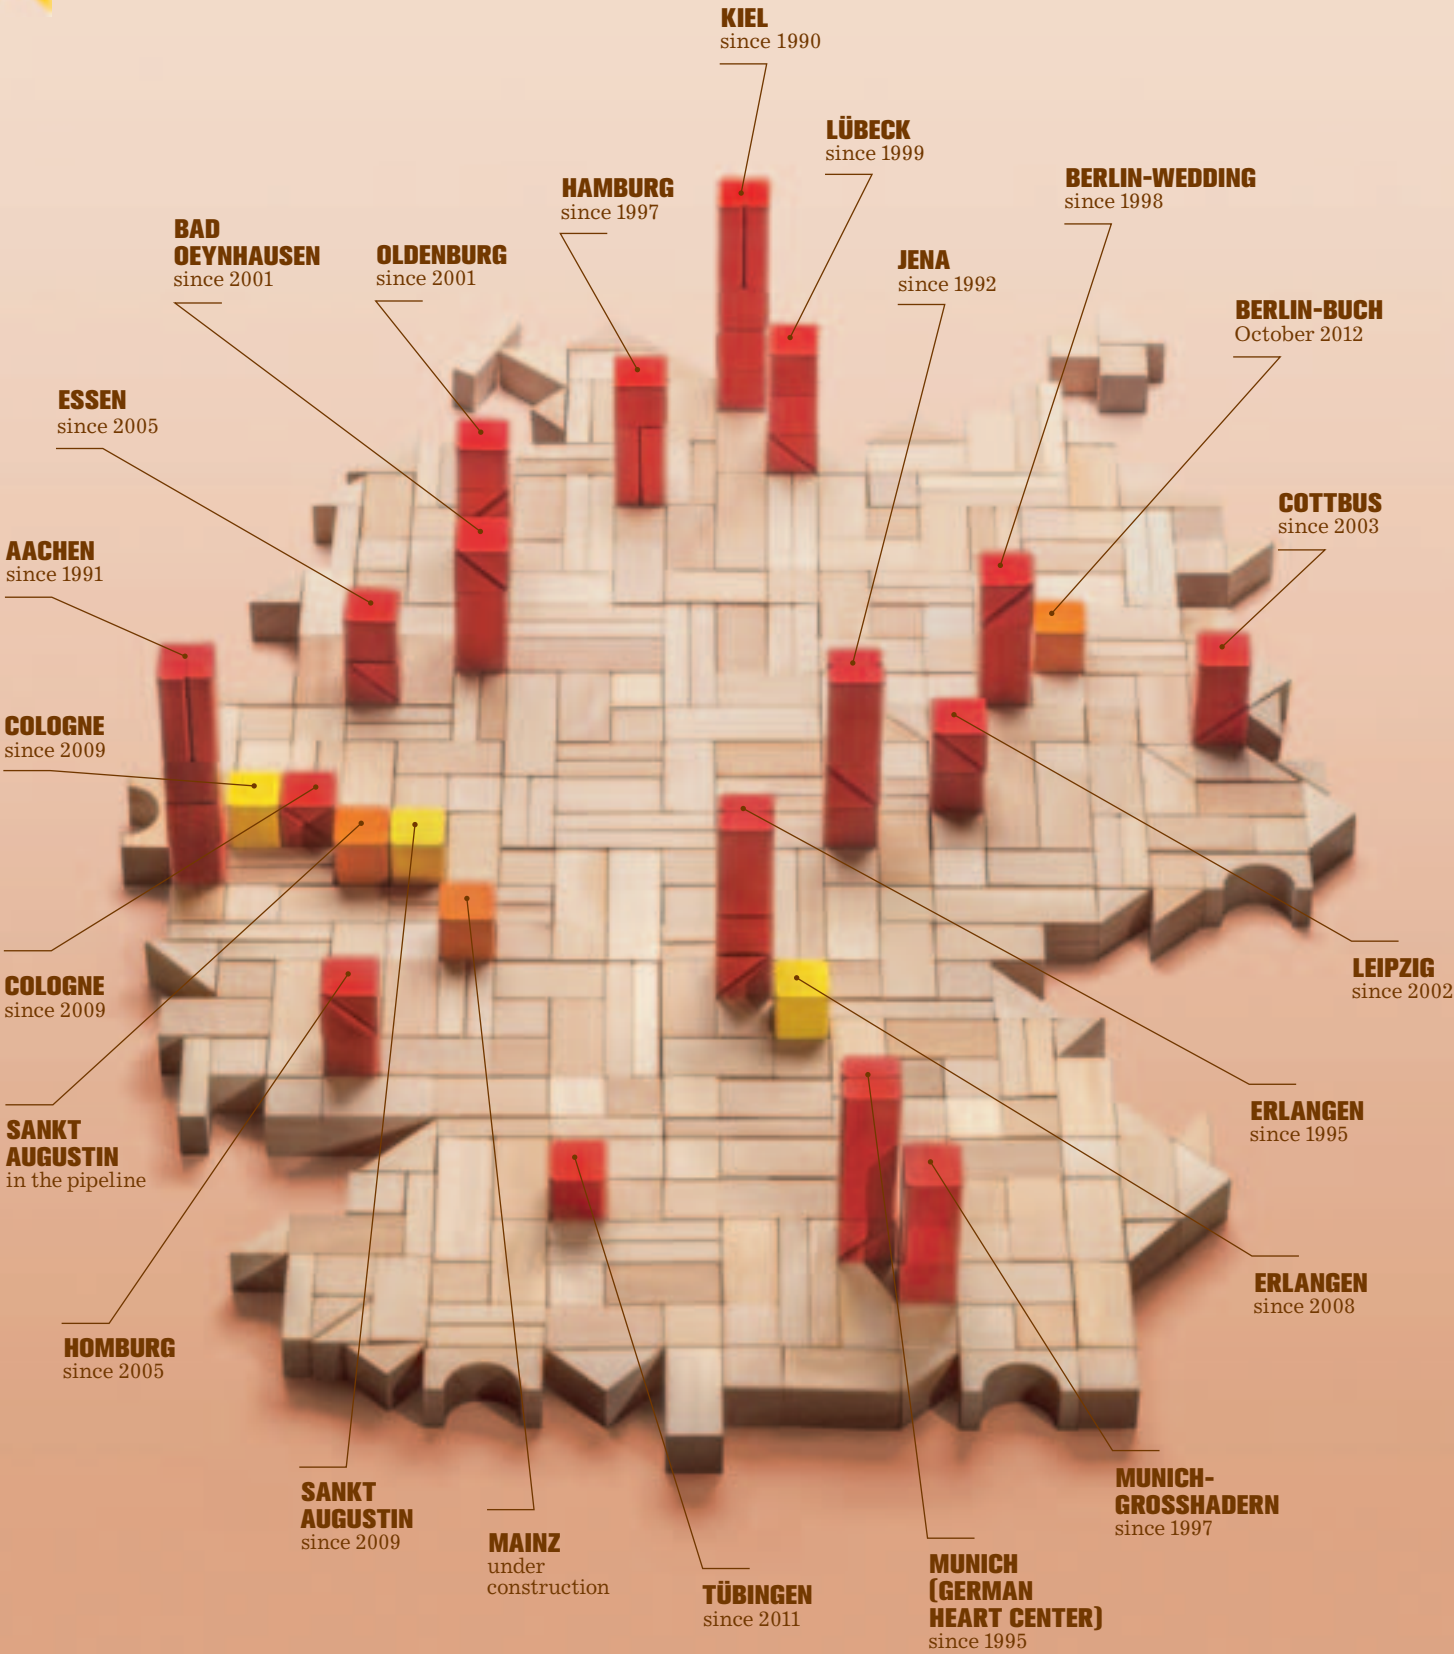 KIEL
since 1990
LÜBECK
since 1999
BERLIN-WEDDING
since 1998
HAMBURG
since 1997
BAD
OEYNHAUSEN
since 2001
OLDENBURG
since 2001
JENA
since 1992
BERLIN-BUCH
October 2012
ESSEN
since 2005
COTTBUS
since 2003
AACHEN
since 1991
COLOGNE
since 2009
COLOGNE
since 2009
LEIPZIG
since 2002
SANKT
AUGUSTIN
in the pipeline
ERLANGEN
since 1995
ERLANGEN
since 2008
HOMBURG
since 2005
SANKT
AUGUSTIN
since 2009
MAINZ
under
construction
TÜBINGEN
since 2011
MUNICH
(GERMAN
HEART CENTER)
since 1995
MUNICH-
GROSSHADERN
since 1997